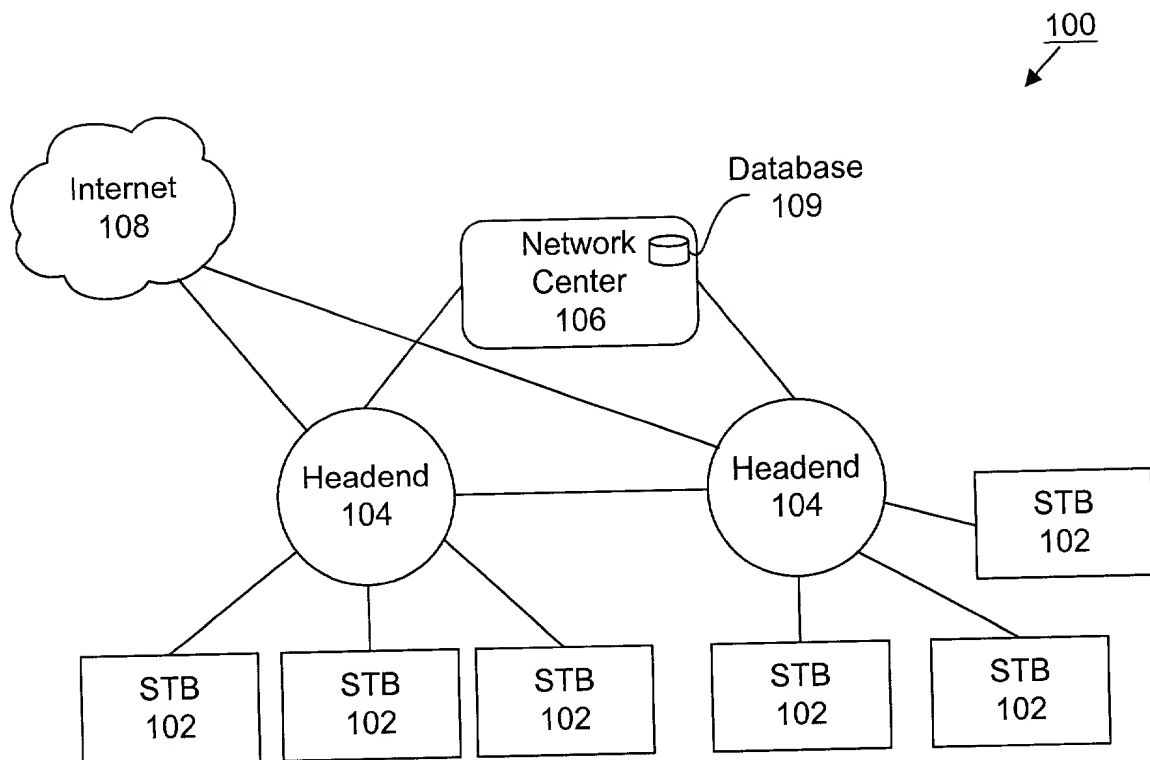 100
Internet
108
Database
109
Network
Center
106
Headend
104
Headend
104
STB
102
STB
102
STB
102
STB
102
STB
102
STB
102